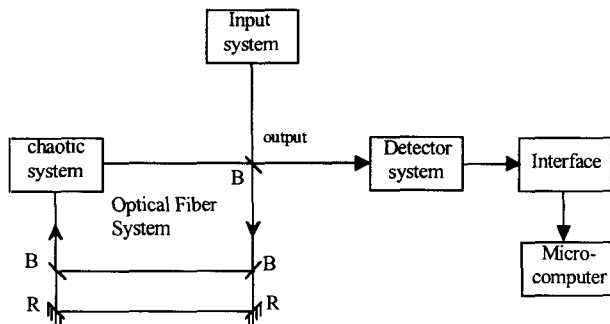 Input
system
output
chaotic
system
B
Detector
system
Interface
Optical Fiber
System
B
B
Micro-
computer
R
R